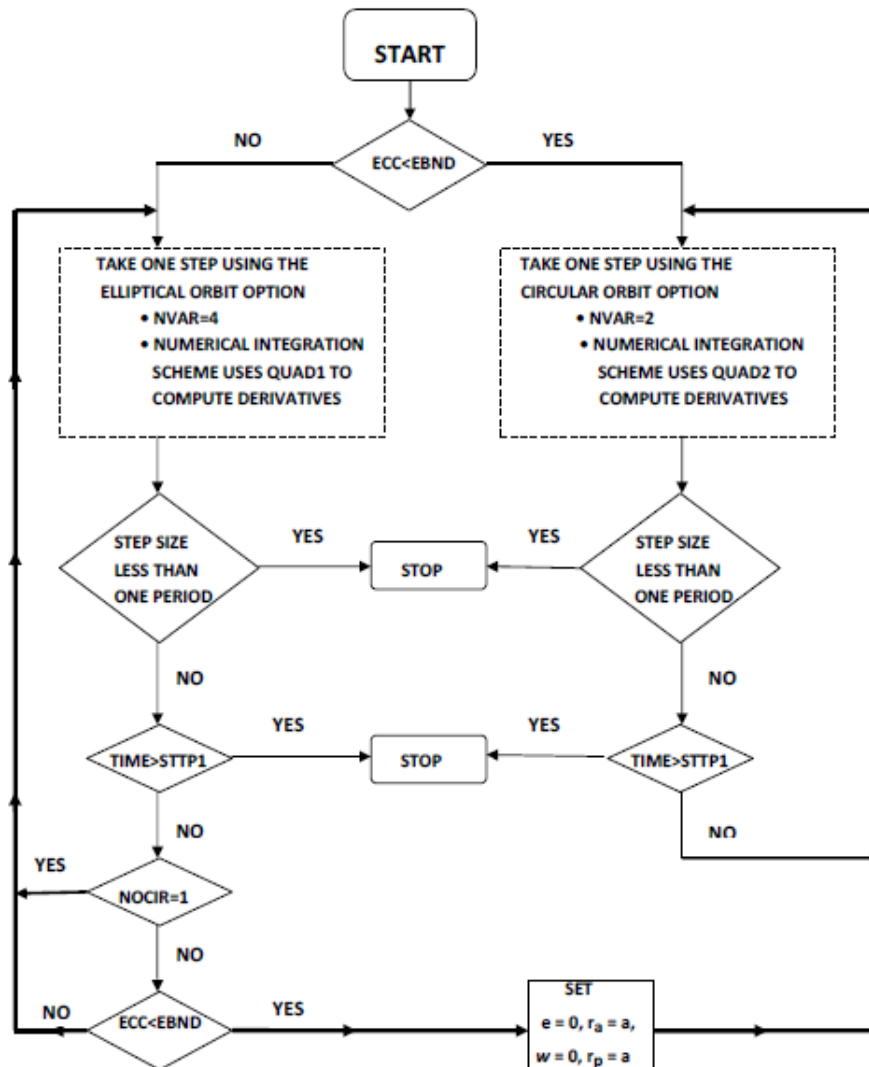 START
NO
YES
ECC<EBND
TAKE ONE STEP USING THE
ELLIPTICAL ORBIT OPTION
• NVAR=4
• NUMERICAL INTEGRATION
SCHEME USES QUAD1 TO
COMPUTE DERIVATIVES
TAKE ONE STEP USING THE
CIRCULAR ORBIT OPTION
• NVAR=2
• NUMERICAL INTEGRATION
SCHEME USES QUAD2 TO
COMPUTE DERIVATIVES
STEP SIZE
LESS THAN
ONE PERIOD
YES
STOP
YES
STEP SIZE
LESS THAN
ONE PERIOD
NO
NO
TIME>STTP1
YES
STOP
YES
TIME>STTP1
NO
NO
YES
NOCIR=1
NO
NO
ECC<EBND
YES
SET
e = 0, rₐ = a,
w = 0, rₚ = a